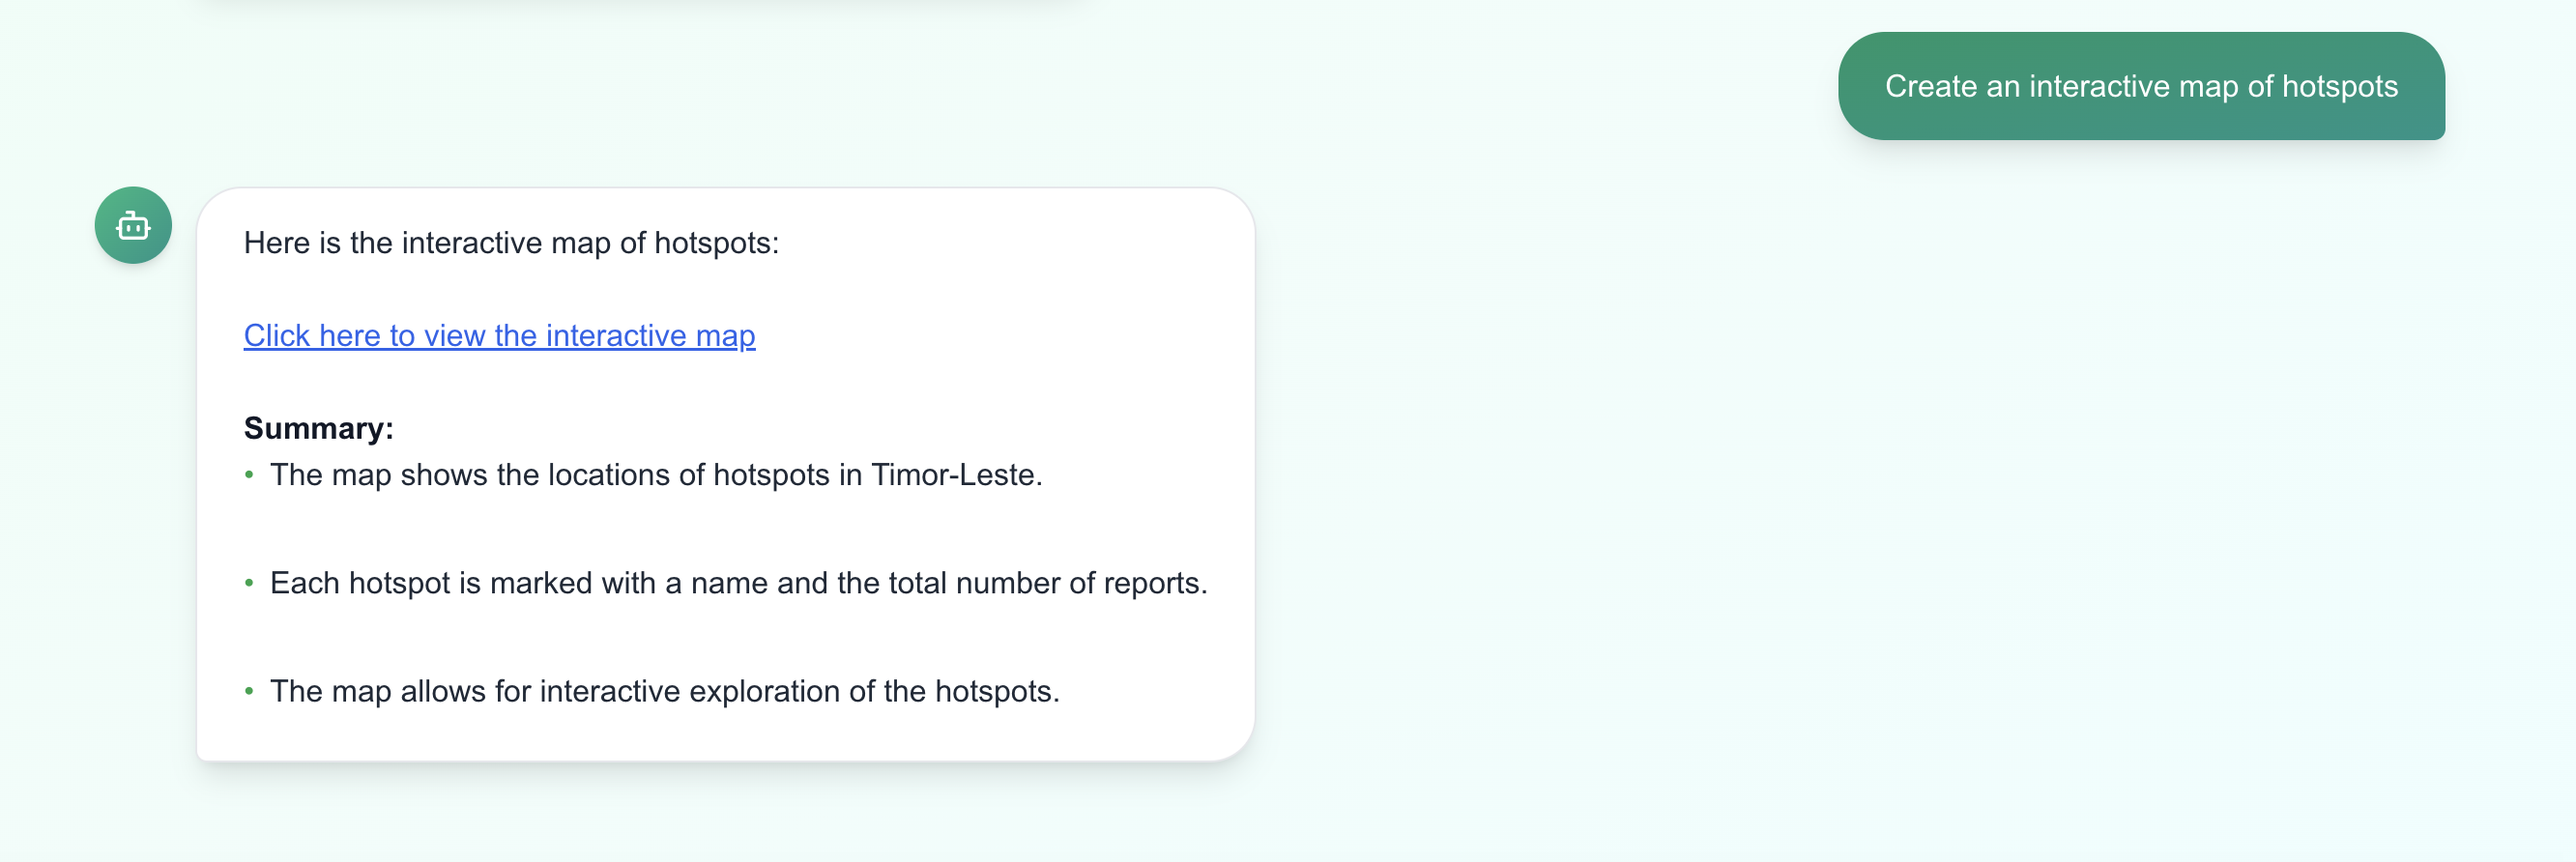 Create an interactive map of hotspots
Here is the interactive map of hotspots:
Click here to view the interactive map
Summary:
• The map shows the locations of hotspots in Timor-Leste.
• Each hotspot is marked with a name and the total number of reports.
• The map allows for interactive exploration of the hotspots.